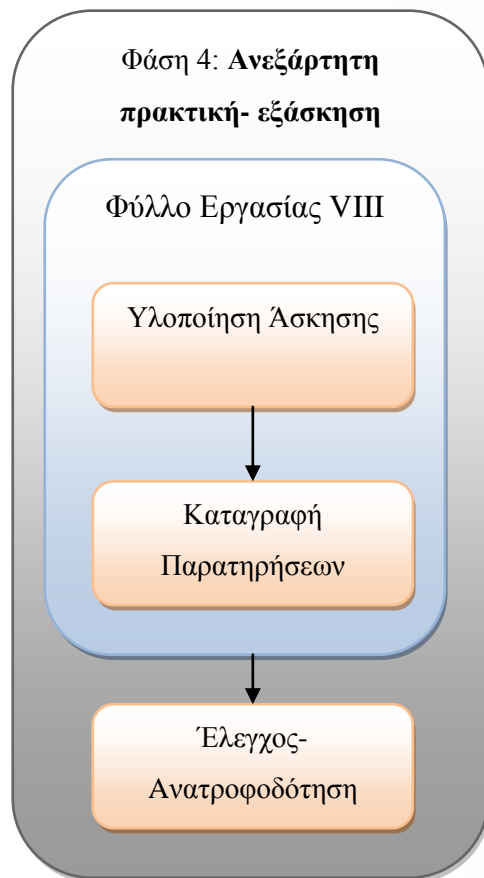 Φάση 4: Ανεξάρτητη
πρακτική- εξάσκηση
Φύλλο Εργασίας VIII
Υλοποίηση Άσκησης
Καταγραφή
Παρατηρήσεων
Έλεγχος-
Ανατροφοδότηση